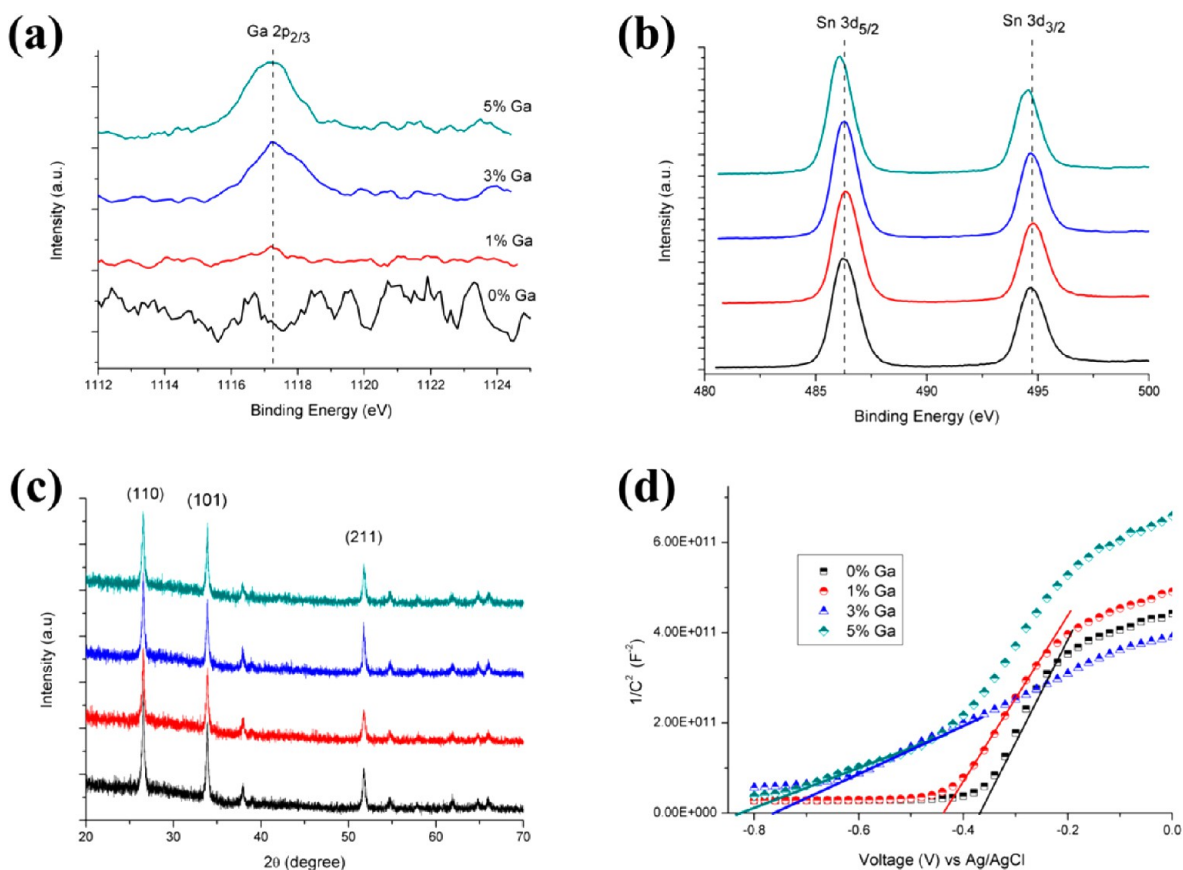 (a)
Ga 2p2/3
5% Ga
3% Ga
1% Ga
0% Ga
Intensity (a.u.)
1112 1114 1116 1118 1120 1122 1124
Binding Energy (eV)
(b)
Sn 3d5/2 Sn 3d3/2
Intensity (a.u.)
480 485 490 495 500
Binding Energy (eV)
(c)
(110)
(101)
(211)
Intensity (a.u)
20 30 40 50 60 70
2θ (degree)
(d)
6.00E+011
4.00E+011
2.00E+011
0.00E+000
1/C² (F⁻²)
0% Ga
1% Ga
3% Ga
5% Ga
-0.8 -0.6 -0.4 -0.2 0.0
Voltage (V) vs Ag/AgCl